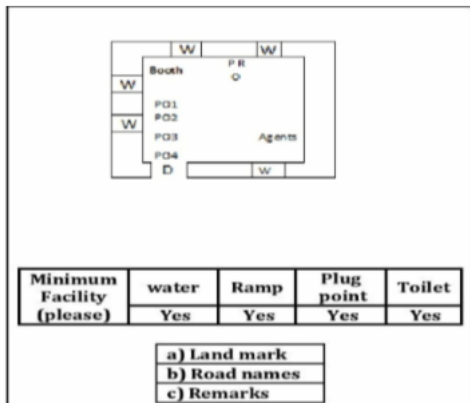 W W
Booth P R
O
W
PO1
PO2
W
PO3 Agents
PO4
D W
Minimum Facility (please) water Ramp Plug point Toilet
Yes Yes Yes Yes
a) Land mark
b) Road names
c) Remarks